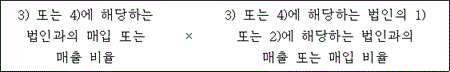 3) 또는 4)에 해당하는
법인과의 매입 또는
매출 비율
×
3) 또는 4)에 해당하는 법인의 1)
또는 2)에 해당하는 법인과의
매출 또는 매입 비율